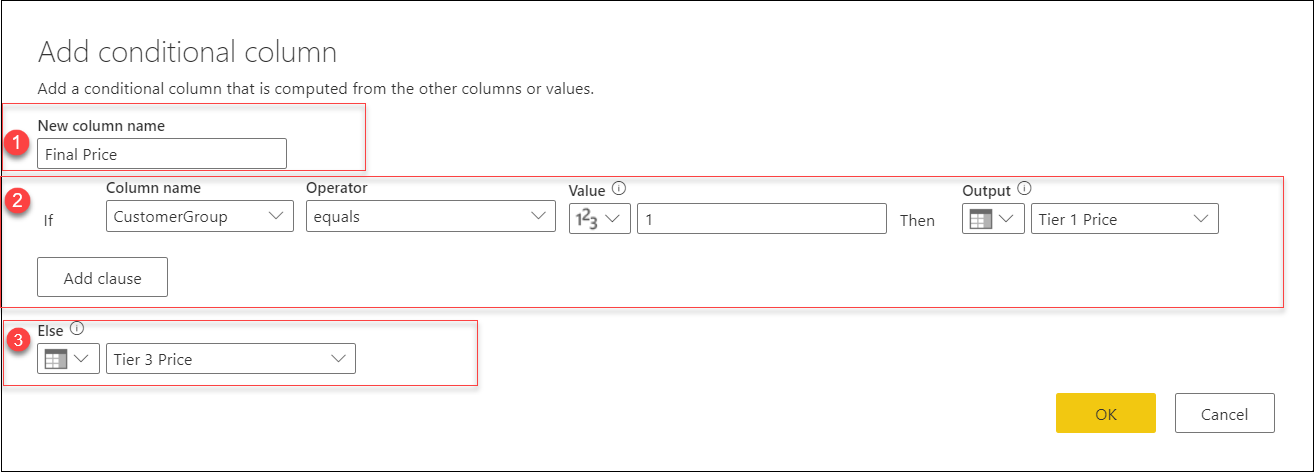 Add conditional column
Add a conditional column that is computed from the other columns or values.
1
New column name
Final Price
2
Column name Operator Value Output
If CustomerGroup equals 123 1 Then Tier 1 Price
Add clause
3
Else
Tier 3 Price
OK Cancel